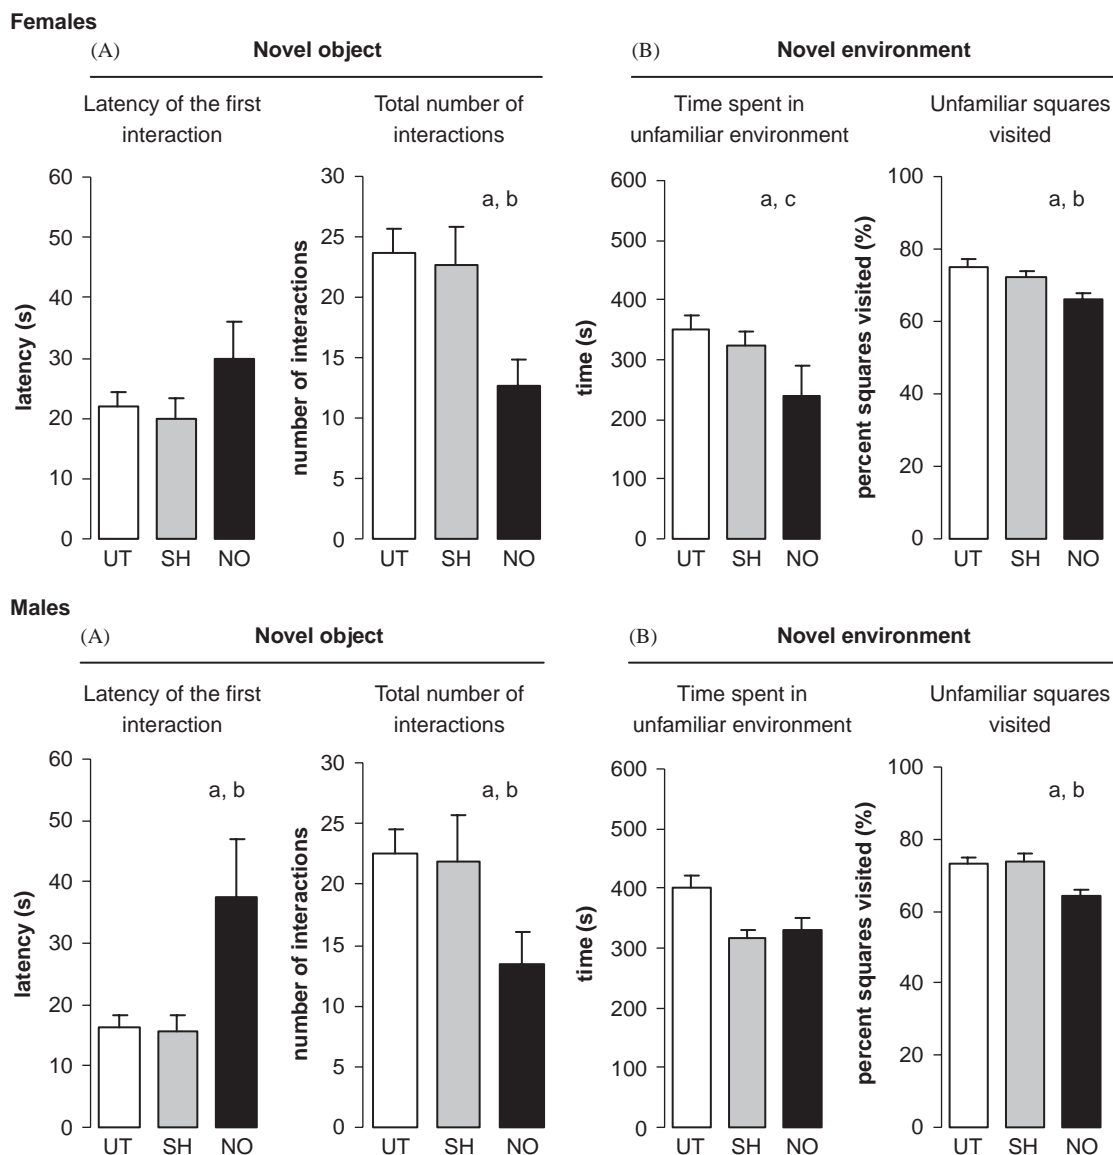 Females
(A) Novel object (B) Novel environment
Latency of the first interaction
Total number of interactions
Time spent in unfamiliar environment
Unfamiliar squares visited
latency (s)
60
50
40
30
20
10
0
UT SH NO
number of interactions
30
25
20
15
10
5
0
a, b
UT SH NO
time (s)
600
500
400
300
200
100
0
a, c
UT SH NO
percent squares visited (%)
100
80
60
40
20
0
a, b
UT SH NO
Males
(A) Novel object (B) Novel environment
Latency of the first interaction
Total number of interactions
Time spent in unfamiliar environment
Unfamiliar squares visited
latency (s)
60
50
40
30
20
10
0
a, b
UT SH NO
number of interactions
30
25
20
15
10
5
0
a, b
UT SH NO
time (s)
600
500
400
300
200
100
0
UT SH NO
percent squares visited (%)
100
80
60
40
20
0
a, b
UT SH NO